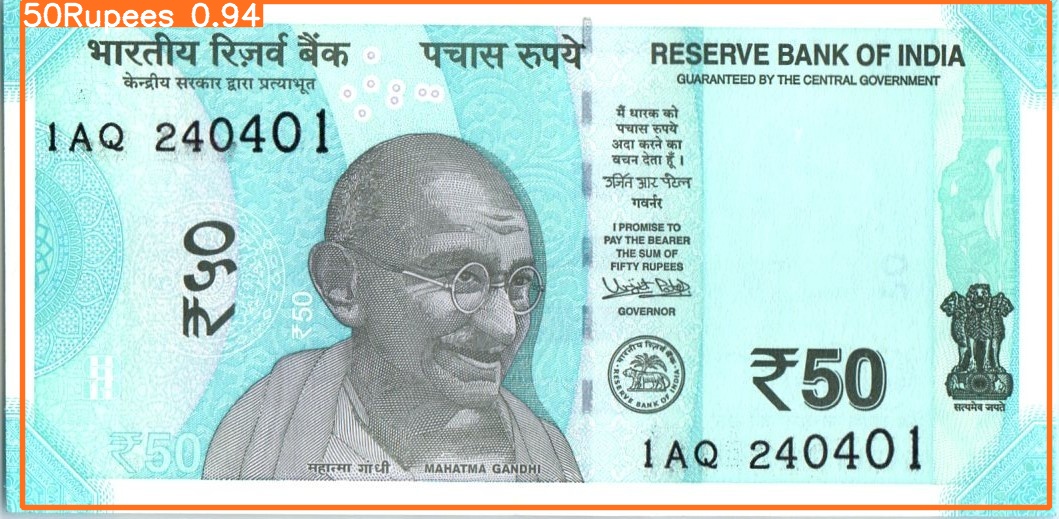 50Rupees 0.94
भारतीय रिज़र्व बैंक
केन्द्रीय सरकार द्वारा प्रत्याभूत
पचास रुपये
RESERVE BANK OF INDIA
GUARANTEED BY THE CENTRAL GOVERNMENT
1AQ 240401
मैं धारक को
पचास रुपये
अदा करने का
वचन देता हूँ ।
उर्जित आर पटेल
गवर्नर
I PROMISE TO
PAY THE BEARER
THE SUM OF
FIFTY RUPEES
GOVERNOR
₹५०
₹50
भारतीय रिज़र्व बैंक
RESERVE BANK OF INDIA
₹50
सत्यमेव जयते
₹50
महात्मा गांधी
MAHATMA GANDHI
1AQ 240401